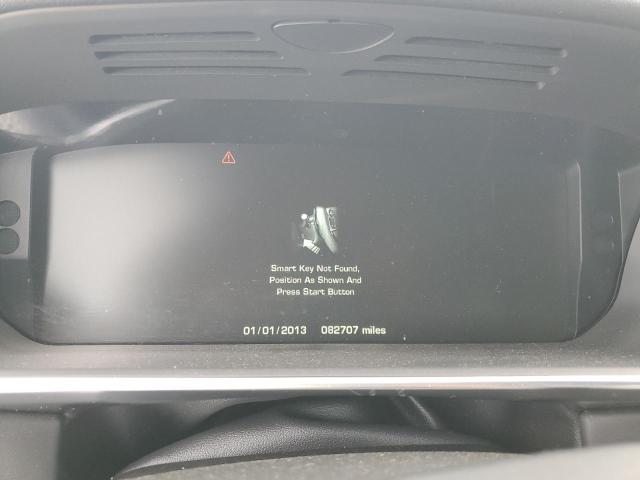 Smart Key Not Found,
Position As Shown And
Press Start Button
01/01/2013 082707 miles